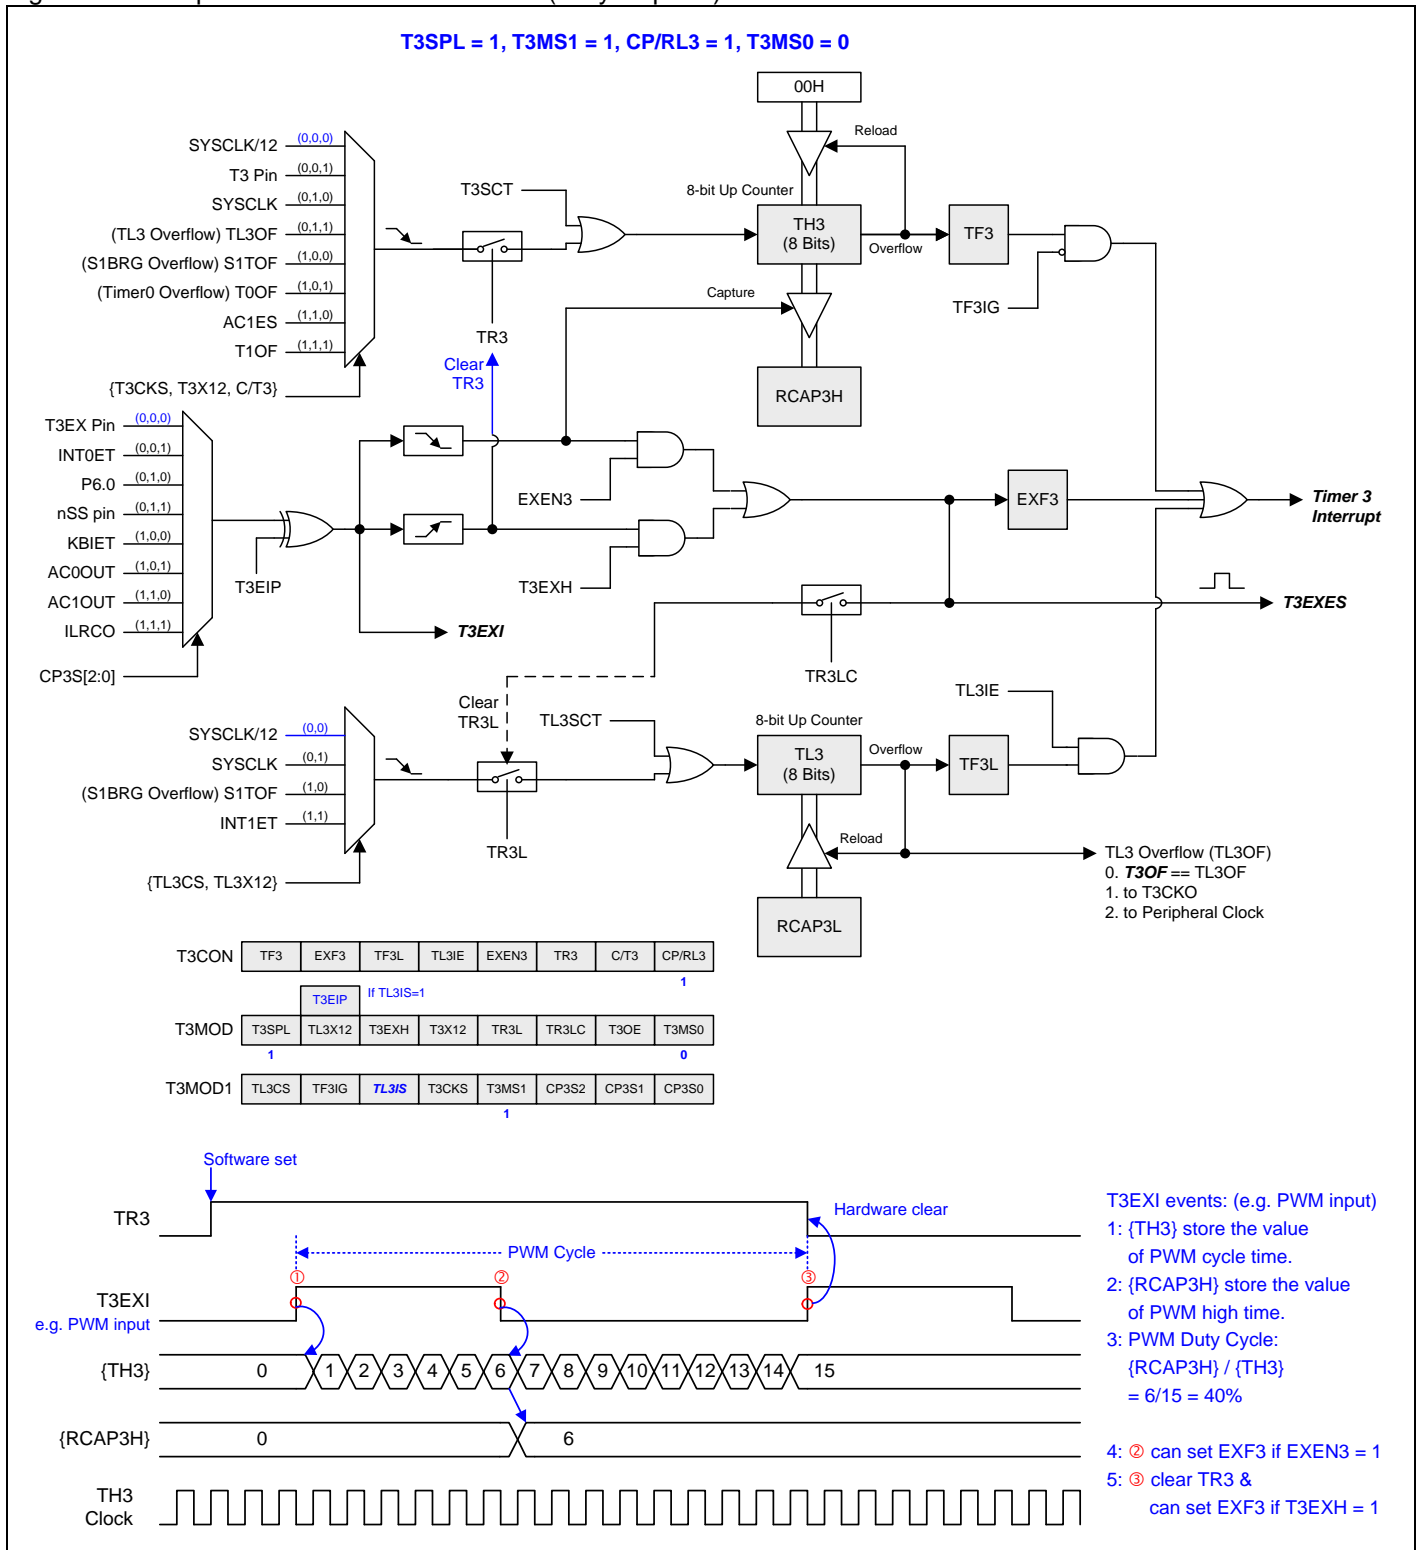 T3SPL = 1, T3MS1 = 1, CP/RL3 = 1, T3MS0 = 0
00H
Reload
SYSCLK/12 (0,0,0)
T3 Pin (0,0,1)
SYSCLK (0,1,0)
(TL3 Overflow) TL3OF (0,1,1)
(S1BRG Overflow) S1TOF (1,0,0)
(Timer0 Overflow) T0OF (1,0,1)
AC1ES (1,1,0)
T1OF (1,1,1)
{T3CKS, T3X12, C/T3}
TR3
T3SCT
8-bit Up Counter
TH3
(8 Bits)
Overflow
TF3
TF3IG
Capture
RCAP3H
Clear
TR3
T3EX Pin (0,0,0)
INT0ET (0,0,1)
P6.0 (0,1,0)
nSS pin (0,1,1)
KBIET (1,0,0)
AC0OUT (1,0,1)
AC1OUT (1,1,0)
ILRCO (1,1,1)
CP3S[2:0]
T3EIP
EXEN3
T3EXH
T3EXI
EXF3
Timer 3
Interrupt
T3EXES
TR3LC
Clear
TR3L
SYSCLK/12 (0,0)
SYSCLK (0,1)
(S1BRG Overflow) S1TOF (1,0)
INT1ET (1,1)
{TL3CS, TL3X12}
TR3L
TL3SCT
8-bit Up Counter
TL3
(8 Bits)
Overflow
TF3L
TL3IE
Reload
RCAP3L
TL3 Overflow (TL3OF)
0. T3OF == TL3OF
1. to T3CKO
2. to Peripheral Clock
T3CON TF3 EXF3 TF3L TL3IE EXEN3 TR3 C/T3 CP/RL3
1
T3EIP If TL3IS=1
T3MOD T3SPL TL3X12 T3EXH T3X12 TR3L TR3LC T3OE T3MS0
1 0
T3MOD1 TL3CS TF3IG TL3IS T3CKS T3MS1 CP3S2 CP3S1 CP3S0
1
Software set
TR3
Hardware clear
PWM Cycle
① ② ③
T3EXI
e.g. PWM input
{TH3} 0 1 2 3 4 5 6 7 8 9 10 11 12 13 14 15
{RCAP3H} 0 6
TH3
Clock
T3EXI events: (e.g. PWM input)
1: {TH3} store the value
of PWM cycle time.
2: {RCAP3H} store the value
of PWM high time.
3: PWM Duty Cycle:
{RCAP3H} / {TH3}
= 6/15 = 40%
4: ② can set EXF3 if EXEN3 = 1
5: ③ clear TR3 &
can set EXF3 if T3EXH = 1